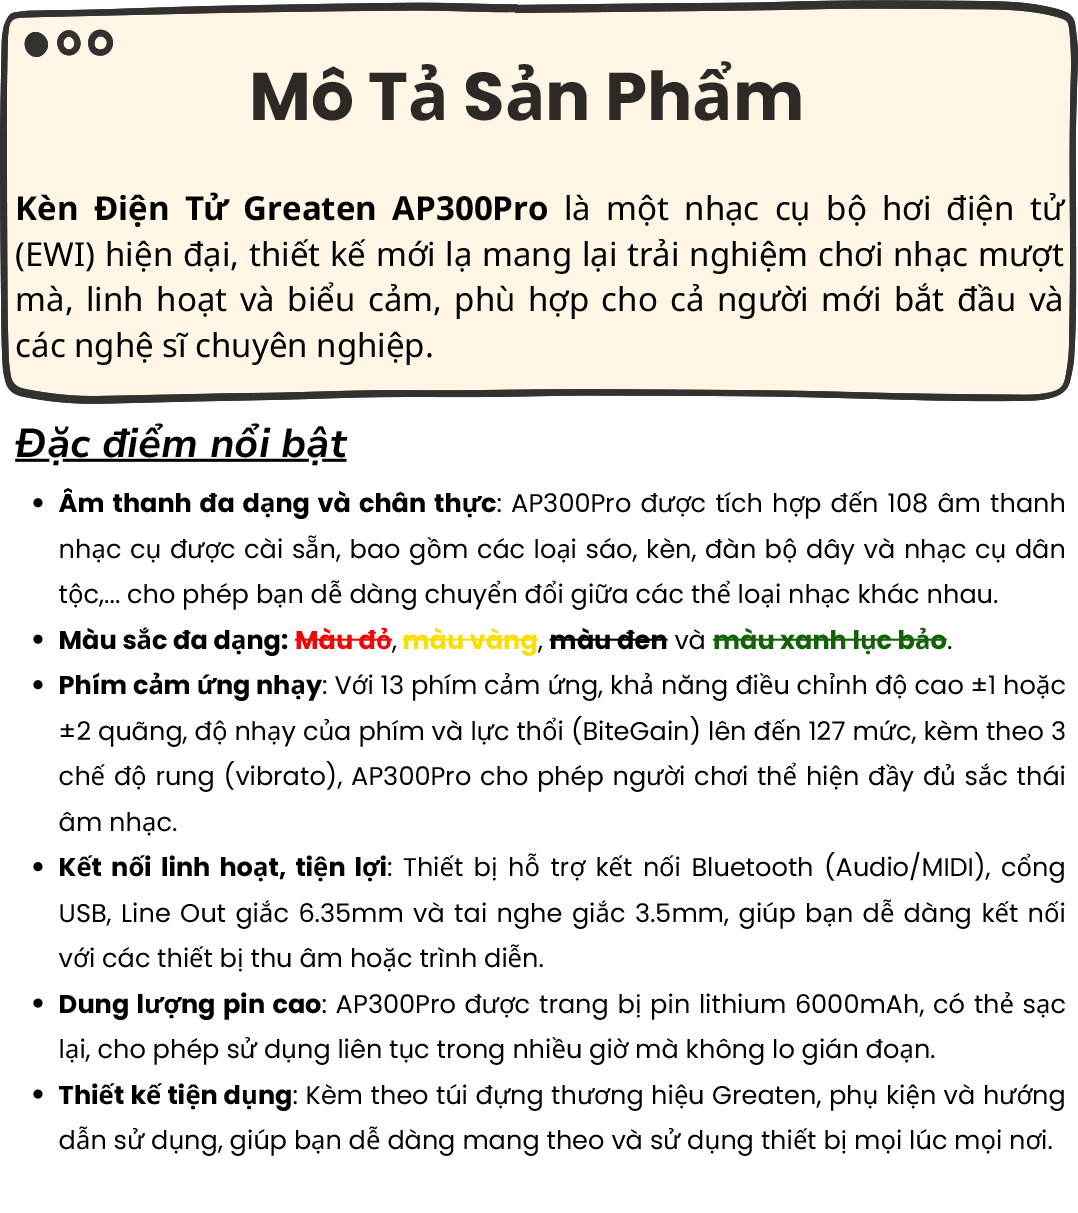 Mô Tả Sản Phẩm
Kèn Điện Tử Greaten AP300Pro là một nhạc cụ bộ hơi điện tử
(EWI) hiện đại, thiết kế mới lạ mang lại trải nghiệm chơi nhạc mượt
mà, linh hoạt và biểu cảm, phù hợp cho cả người mới bắt đầu và
các nghệ sĩ chuyên nghiệp.
Đặc điểm nổi bật
• Âm thanh đa dạng và chân thực: AP300Pro được tích hợp đến 108 âm thanh
nhạc cụ được cài sẵn, bao gồm các loại sáo, kèn, đàn bộ dây và nhạc cụ dân
tộc,... cho phép bạn dễ dàng chuyển đổi giữa các thể loại nhạc khác nhau.
• Màu sắc đa dạng: Màu đỏ, màu vàng, màu đen và màu xanh lục bảo.
• Phím cảm ứng nhạy: Với 13 phím cảm ứng, khả năng điều chỉnh độ cao ±1 hoặc
±2 quãng, độ nhạy của phím và lực thổi (BiteGain) lên đến 127 mức, kèm theo 3
chế độ rung (vibrato), AP300Pro cho phép người chơi thể hiện đầy đủ sắc thái
âm nhạc.
• Kết nối linh hoạt, tiện lợi: Thiết bị hỗ trợ kết nối Bluetooth (Audio/MIDI), cổng
USB, Line Out giắc 6.35mm và tai nghe giắc 3.5mm, giúp bạn dễ dàng kết nối
với các thiết bị thu âm hoặc trình diễn.
• Dung lượng pin cao: AP300Pro được trang bị pin lithium 6000mAh, có thẻ sạc
lại, cho phép sử dụng liên tục trong nhiều giờ mà không lo gián đoạn.
• Thiết kế tiện dụng: Kèm theo túi đựng thương hiệu Greaten, phụ kiện và hướng
dẫn sử dụng, giúp bạn dễ dàng mang theo và sử dụng thiết bị mọi lúc mọi nơi.